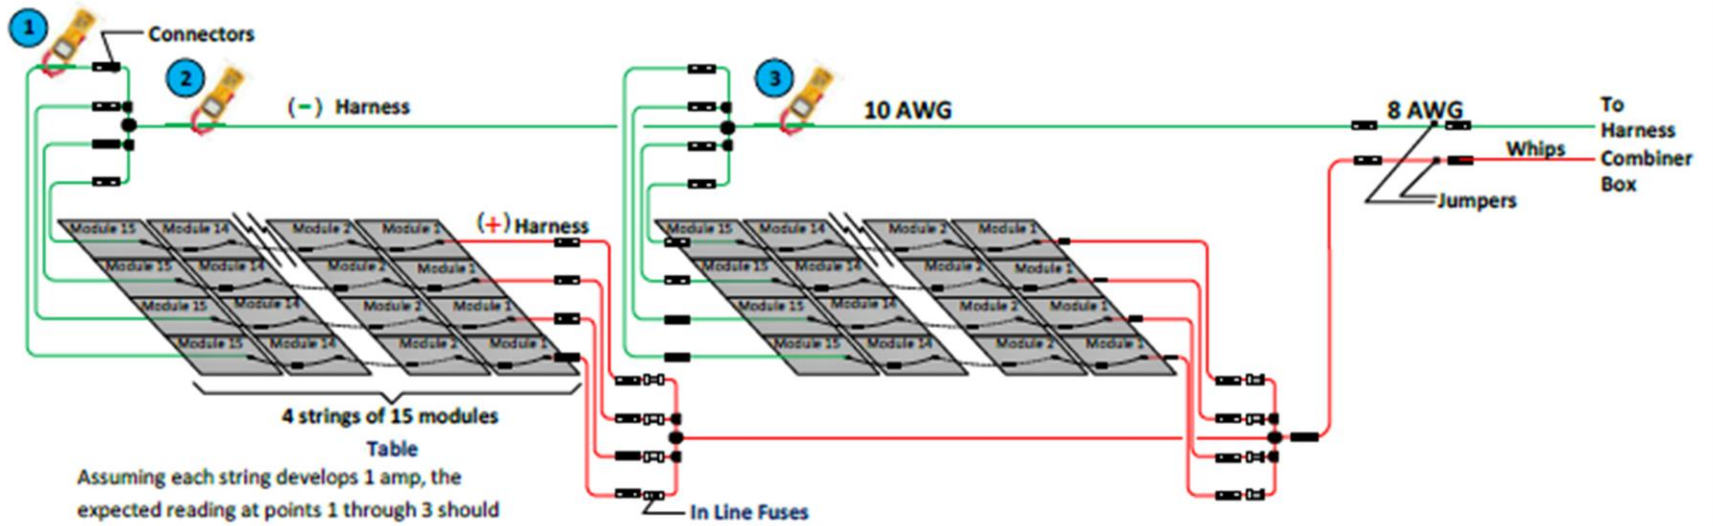 1
Connectors
2
(-) Harness
3
10 AWG
8 AWG
To
Harness
Combiner
Box
Whips
Jumpers
(+) Harness
Module 15 Module 14 Module 2 Module 1
Module 15 Module 14 Module 2 Module 1
Module 15 Module 14 Module 2 Module 1
Module 15 Module 14 Module 2 Module 1
Module 15 Module 14 Module 2 Module 1
Module 15 Module 14 Module 2 Module 1
Module 15 Module 14 Module 2 Module 1
Module 15 Module 14 Module 2 Module 1
4 strings of 15 modules
Table
Assuming each string develops 1 amp, the
expected reading at points 1 through 3 should
In Line Fuses